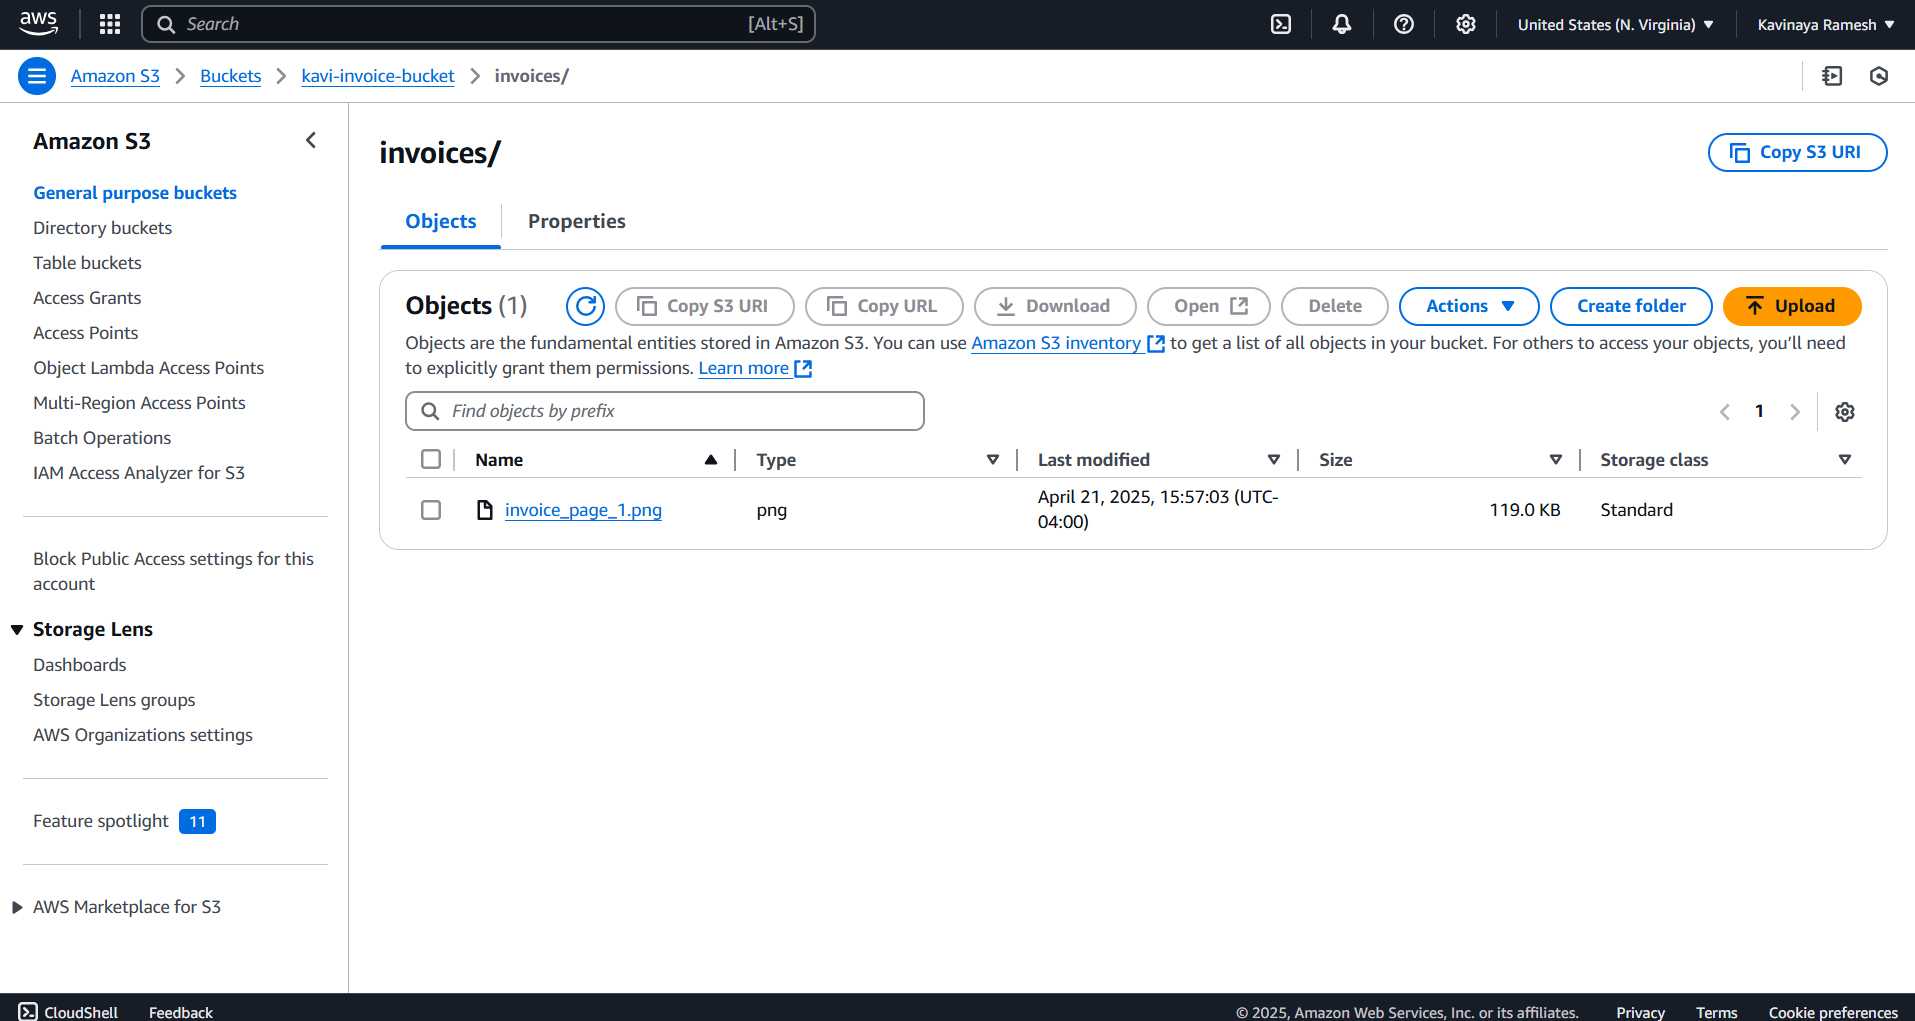 aws
Search [Alt+S]
United States (N. Virginia)
Kavinaya Ramesh
Amazon S3
Buckets
kavi-invoice-bucket
invoices/
Amazon S3
General purpose buckets
Directory buckets
Table buckets
Access Grants
Access Points
Object Lambda Access Points
Multi-Region Access Points
Batch Operations
IAM Access Analyzer for S3
Block Public Access settings for this
account
Storage Lens
Dashboards
Storage Lens groups
AWS Organizations settings
Feature spotlight 11
AWS Marketplace for S3
invoices/
Copy S3 URI
Objects
Properties
Objects (1)
Copy S3 URI
Copy URL
Download
Open
Delete
Actions
Create folder
Upload
Objects are the fundamental entities stored in Amazon S3. You can use Amazon S3 inventory to get a list of all objects in your bucket. For others to access your objects, you’ll need
to explicitly grant them permissions. Learn more
Find objects by prefix
1
Name Type Last modified Size Storage class
invoice_page_1.png png April 21, 2025, 15:57:03 (UTC-
04:00) 119.0 KB Standard
CloudShell
Feedback
© 2025, Amazon Web Services, Inc. or its affiliates.
Privacy
Terms
Cookie preferences